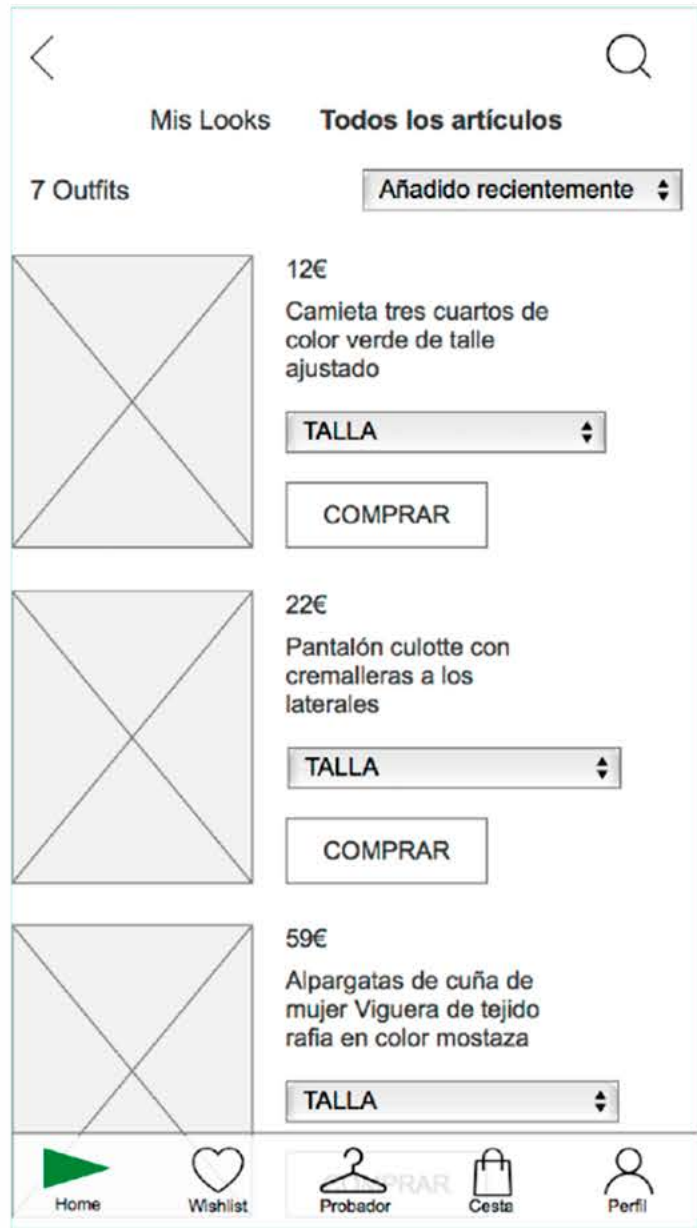 Mis Looks Todos los artículos
7 Outfits Añadido recientemente
12€
Camieta tres cuartos de
color verde de talle
ajustado
TALLA
COMPRAR
22€
Pantalón culotte con
cremalleras a los
laterales
TALLA
COMPRAR
59€
Alpargatas de cuña de
mujer Viguera de tejido
rafia en color mostaza
TALLA
COMPRAR
Home Wishlist Probador Cesta Perfil